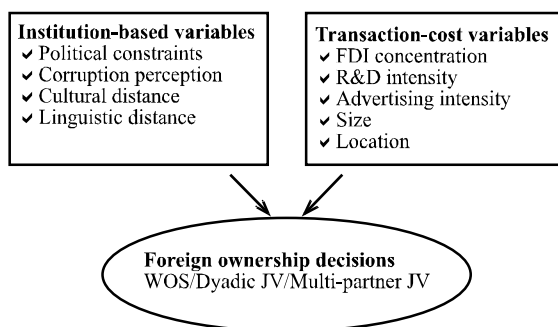 Institution-based variables
✓ Political constraints
✓ Corruption perception
✓ Cultural distance
✓ Linguistic distance
Transaction-cost variables
✓ FDI concentration
✓ R&D intensity
✓ Advertising intensity
✓ Size
✓ Location
Foreign ownership decisions
WOS/Dyadic JV/Multi-partner JV